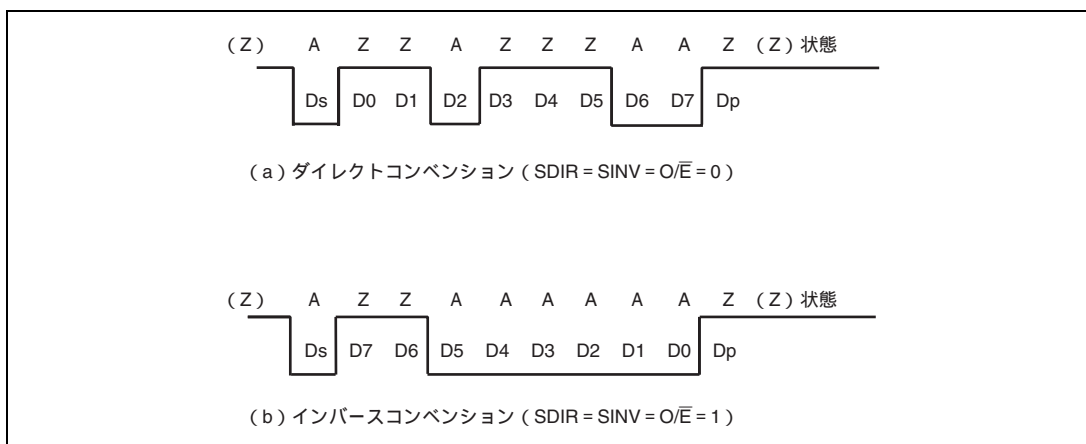 (Z) A Z Z A Z Z Z A A Z (Z)状態
Ds D0 D1 D2 D3 D4 D5 D6 D7 Dp
(a)ダイレクトコンベンション(SDIR = SINV = O/E̅ = 0)
(Z) A Z Z A A A A A A Z (Z)状態
Ds D7 D6 D5 D4 D3 D2 D1 D0 Dp
(b)インバースコンベンション(SDIR = SINV = O/E̅ = 1)